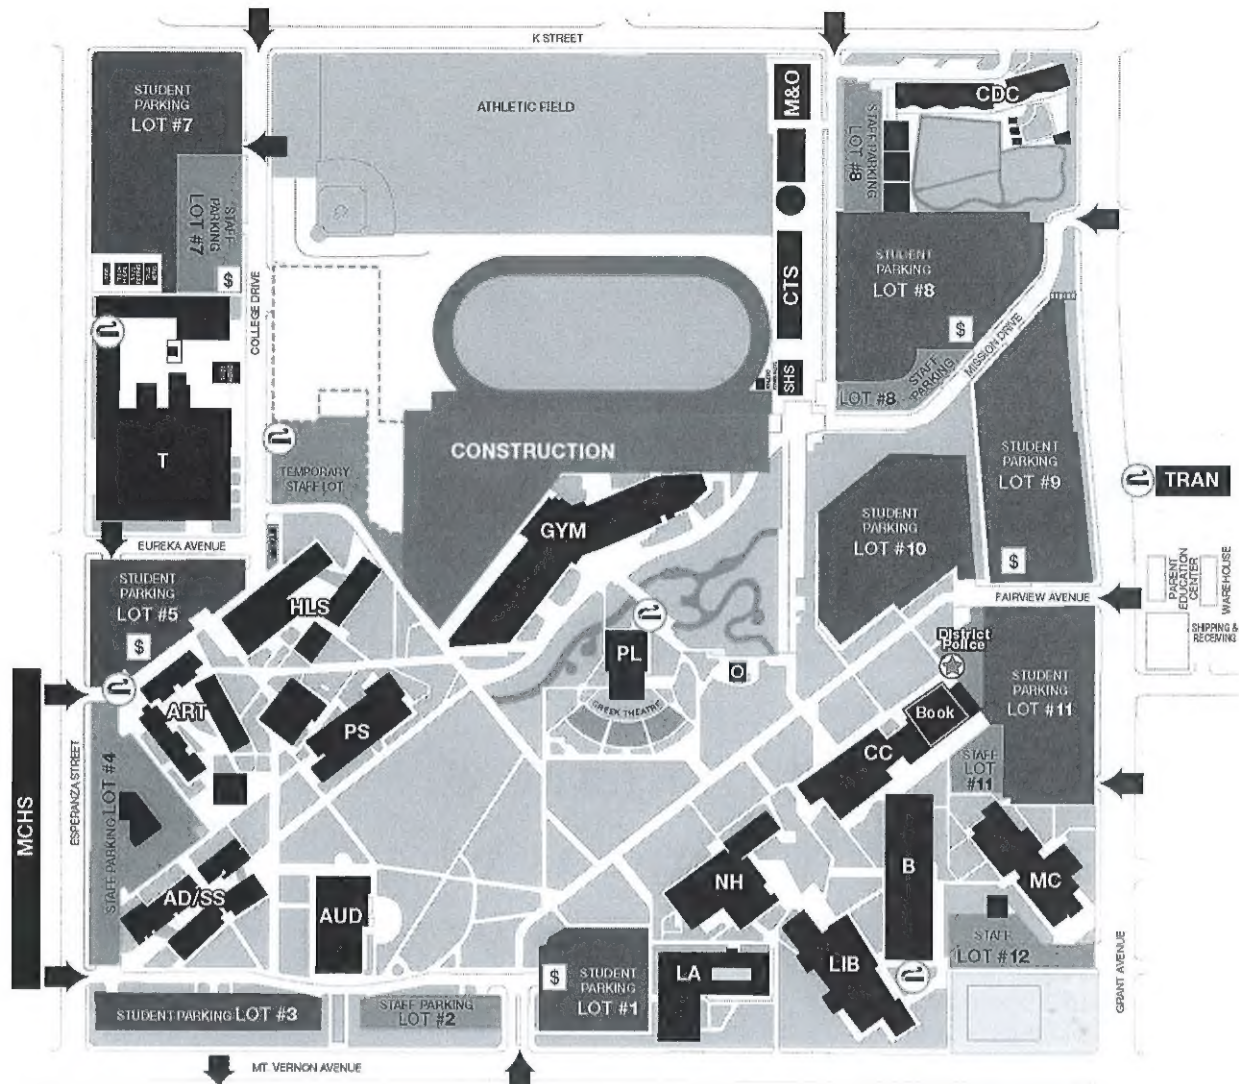 K STREET
STUDENT
PARKING
LOT #7
ATHLETIC FIELD
M&O
CDC
STAFF PARKING
LOT #8
STAFF
PARKING
LOT #7
$
COLLEGE DRIVE
CTS
STUDENT
PARKING
LOT #8
$
MISSION DRIVE
STAFF
PARKING
LOT #8
SHS
T
TEMPORARY
STAFF LOT
CONSTRUCTION
STUDENT
PARKING
LOT #9
TRAN
GYM
STUDENT
PARKING
LOT #10
$
EUREKA AVENUE
STUDENT
PARKING
LOT #5
$
HLS
FAIRVIEW AVENUE
PARENT
EDUCATION
CENTER
WAREHOUSE
SHIPPING &
RECEIVING
District
Police
PL
O
GREEK THEATRE
STUDENT
PARKING
LOT #11
MCHS
ESPERANZA STREET
ART
PS
Book
CC
STAFF
LOT
#11
STAFF PARKING LOT #4
AD/SS
AUD
NH
B
MC
LIB
STAFF
LOT #12
LA
$
STUDENT
PARKING
LOT #1
STUDENT PARKING LOT #3
STAFF PARKING
LOT #2
GRANT AVENUE
MT. VERNON AVENUE